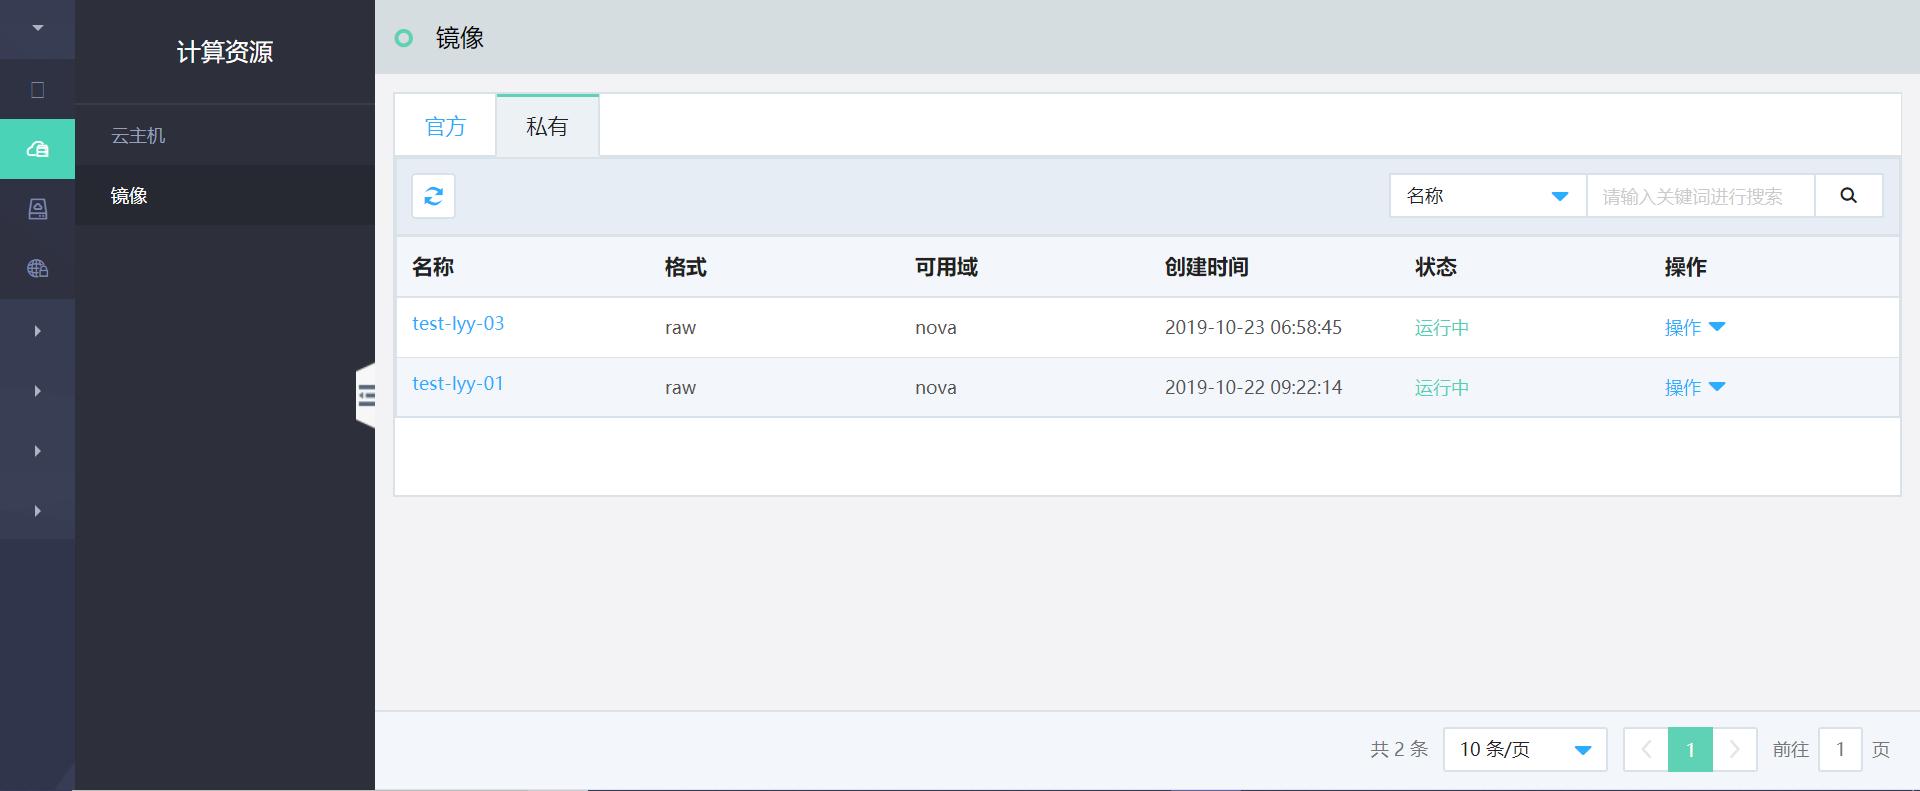 计算资源
云主机
镜像
镜像
官方 私有
名称 请输入关键词进行搜索
名称 格式 可用域 创建时间 状态 操作
test-lyy-03 raw nova 2019-10-23 06:58:45 运行中 操作
test-lyy-01 raw nova 2019-10-22 09:22:14 运行中 操作
共 2 条 10 条/页 1 前往 1 页